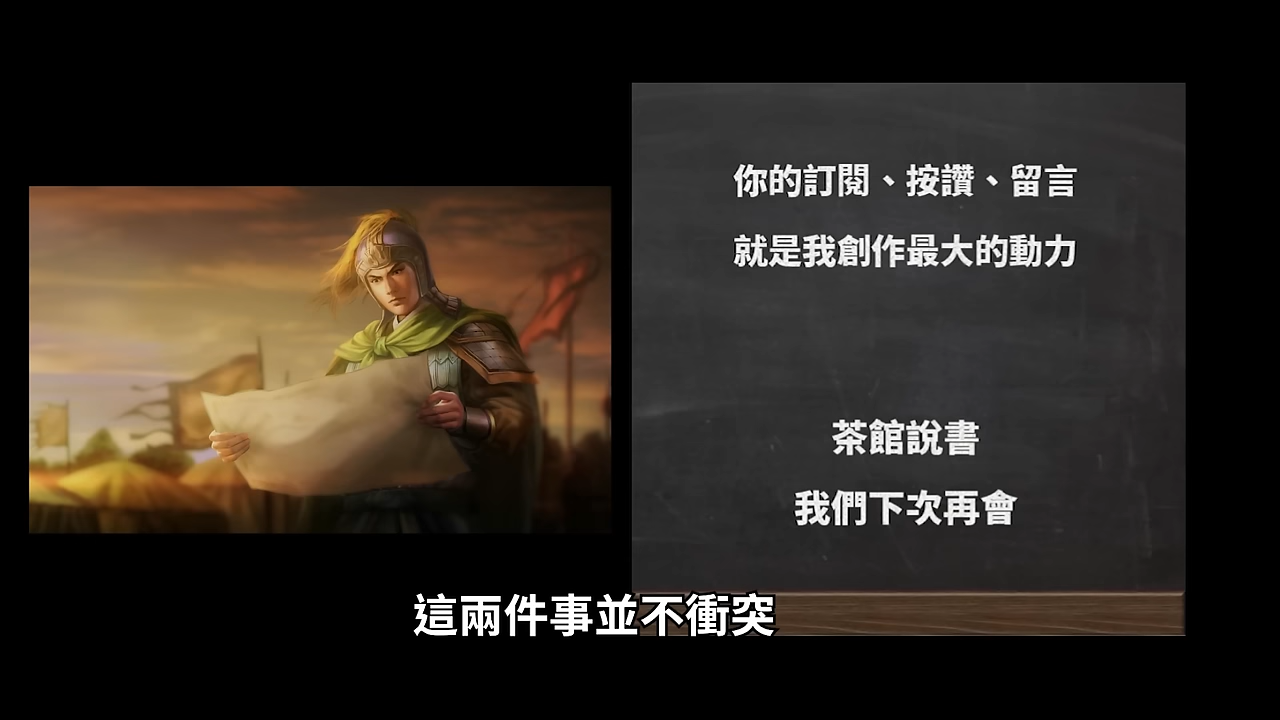 你的訂閱、按讚、留言
就是我創作最大的動力
茶館說書
我們下次再會
這兩件事並不衝突